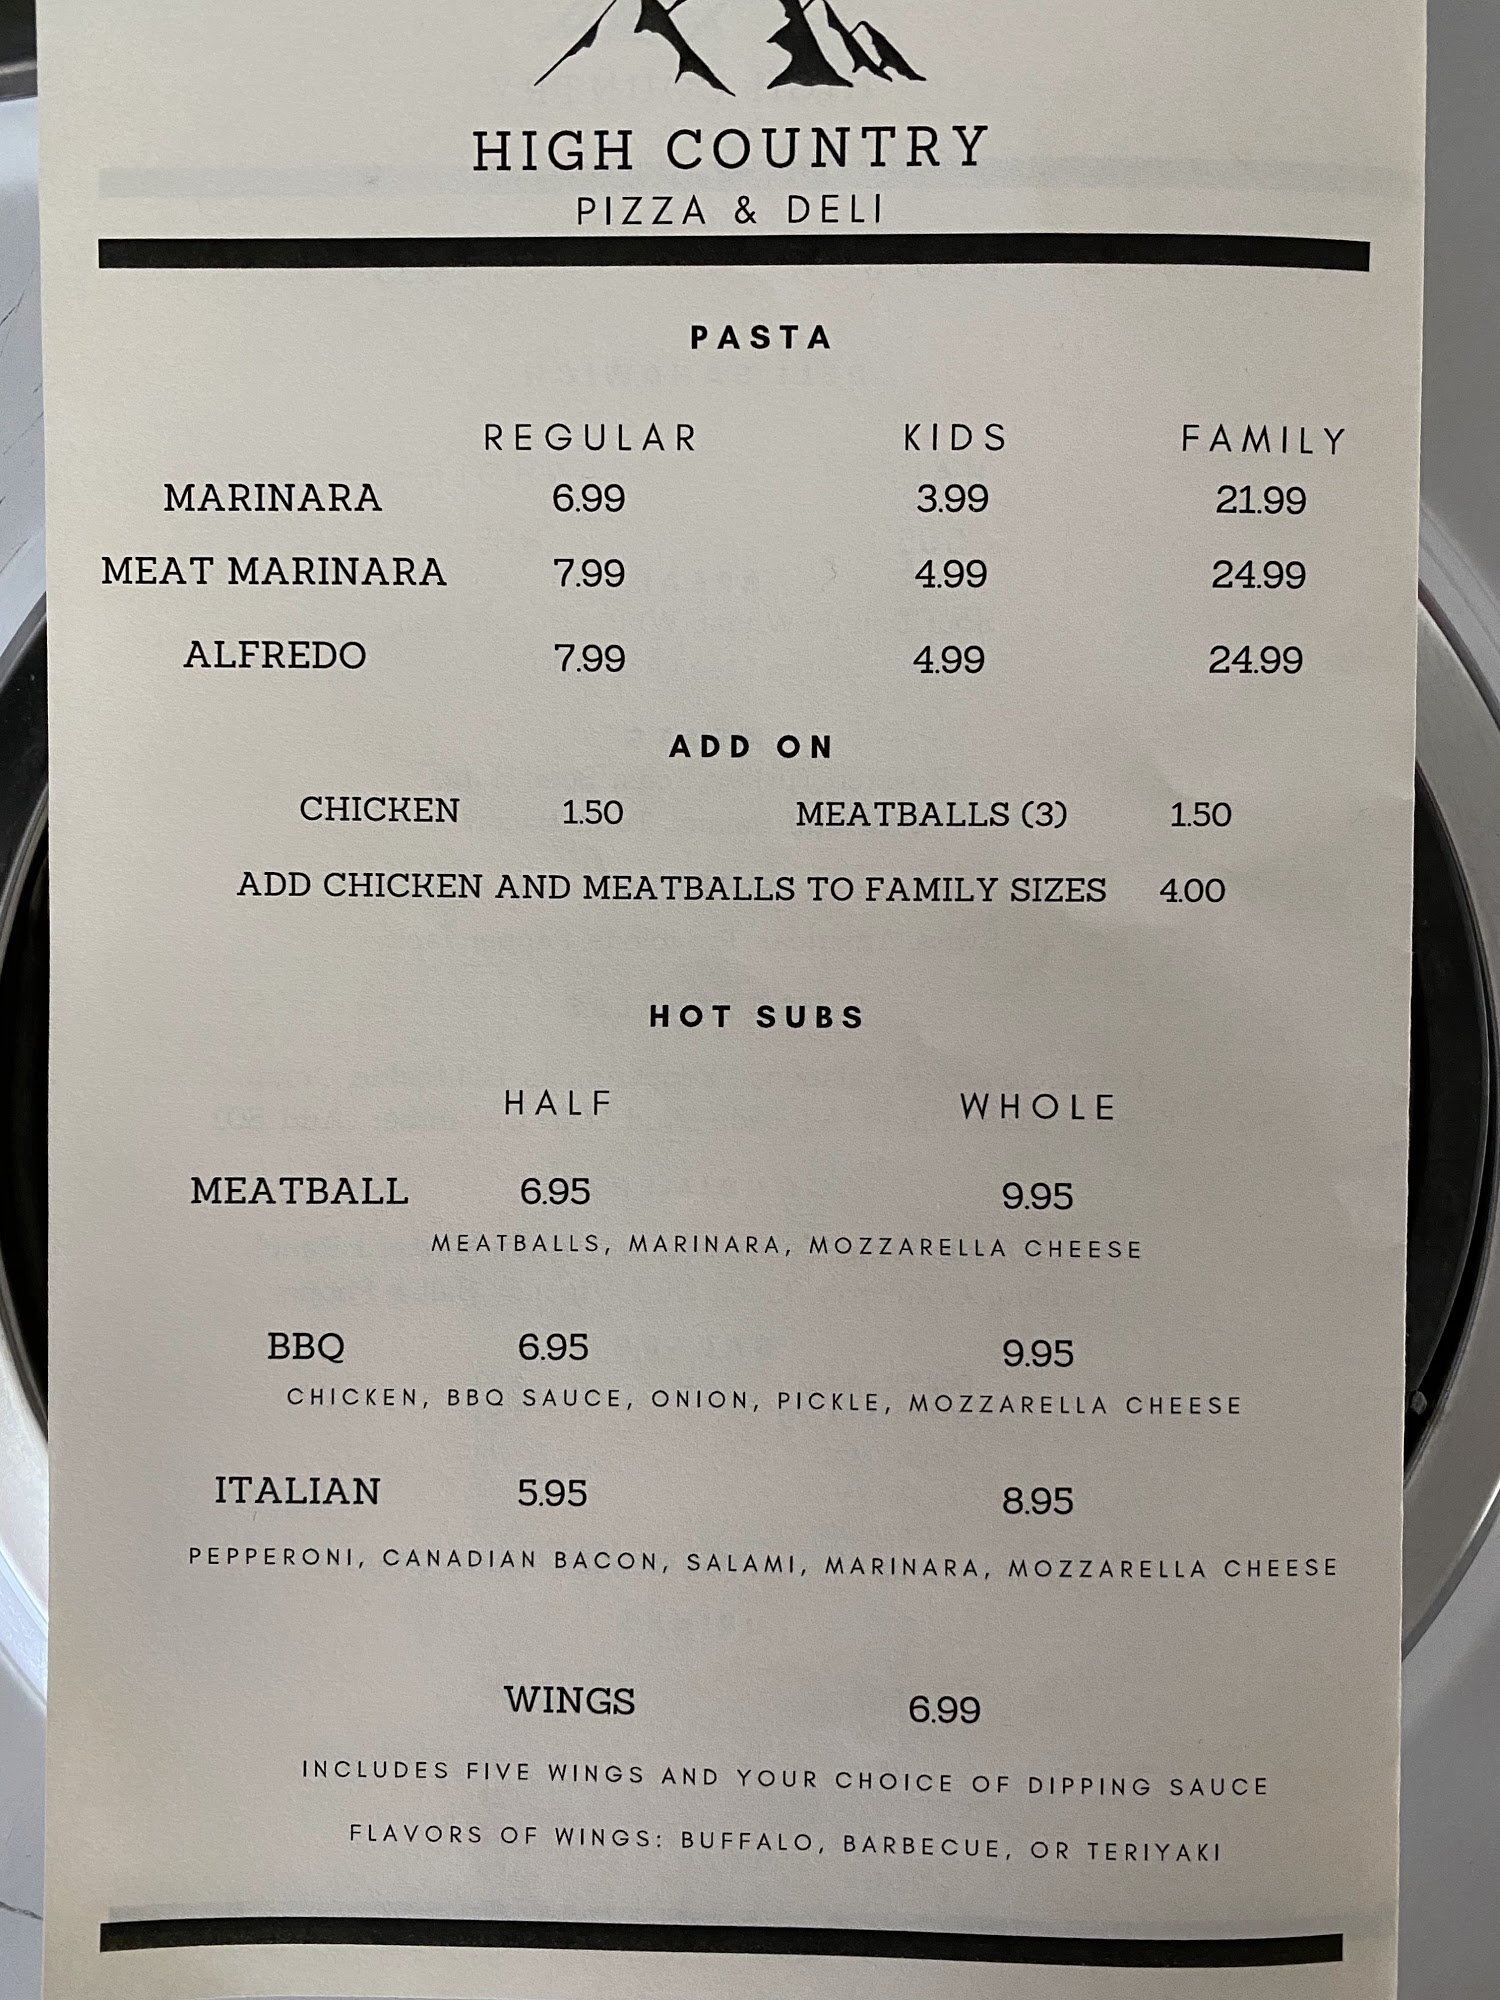 HIGH COUNTRY
PIZZA & DELI
PASTA
REGULAR KIDS FAMILY
MARINARA 6.99 3.99 21.99
MEAT MARINARA 7.99 4.99 24.99
ALFREDO 7.99 4.99 24.99
ADD ON
CHICKEN 1.50 MEATBALLS (3) 1.50
ADD CHICKEN AND MEATBALLS TO FAMILY SIZES 4.00
HOT SUBS
HALF WHOLE
MEATBALL 6.95 9.95
MEATBALLS, MARINARA, MOZZARELLA CHEESE
BBQ 6.95 9.95
CHICKEN, BBQ SAUCE, ONION, PICKLE, MOZZARELLA CHEESE
ITALIAN 5.95 8.95
PEPPERONI, CANADIAN BACON, SALAMI, MARINARA, MOZZARELLA CHEESE
WINGS 6.99
INCLUDES FIVE WINGS AND YOUR CHOICE OF DIPPING SAUCE
FLAVORS OF WINGS: BUFFALO, BARBECUE, OR TERIYAKI